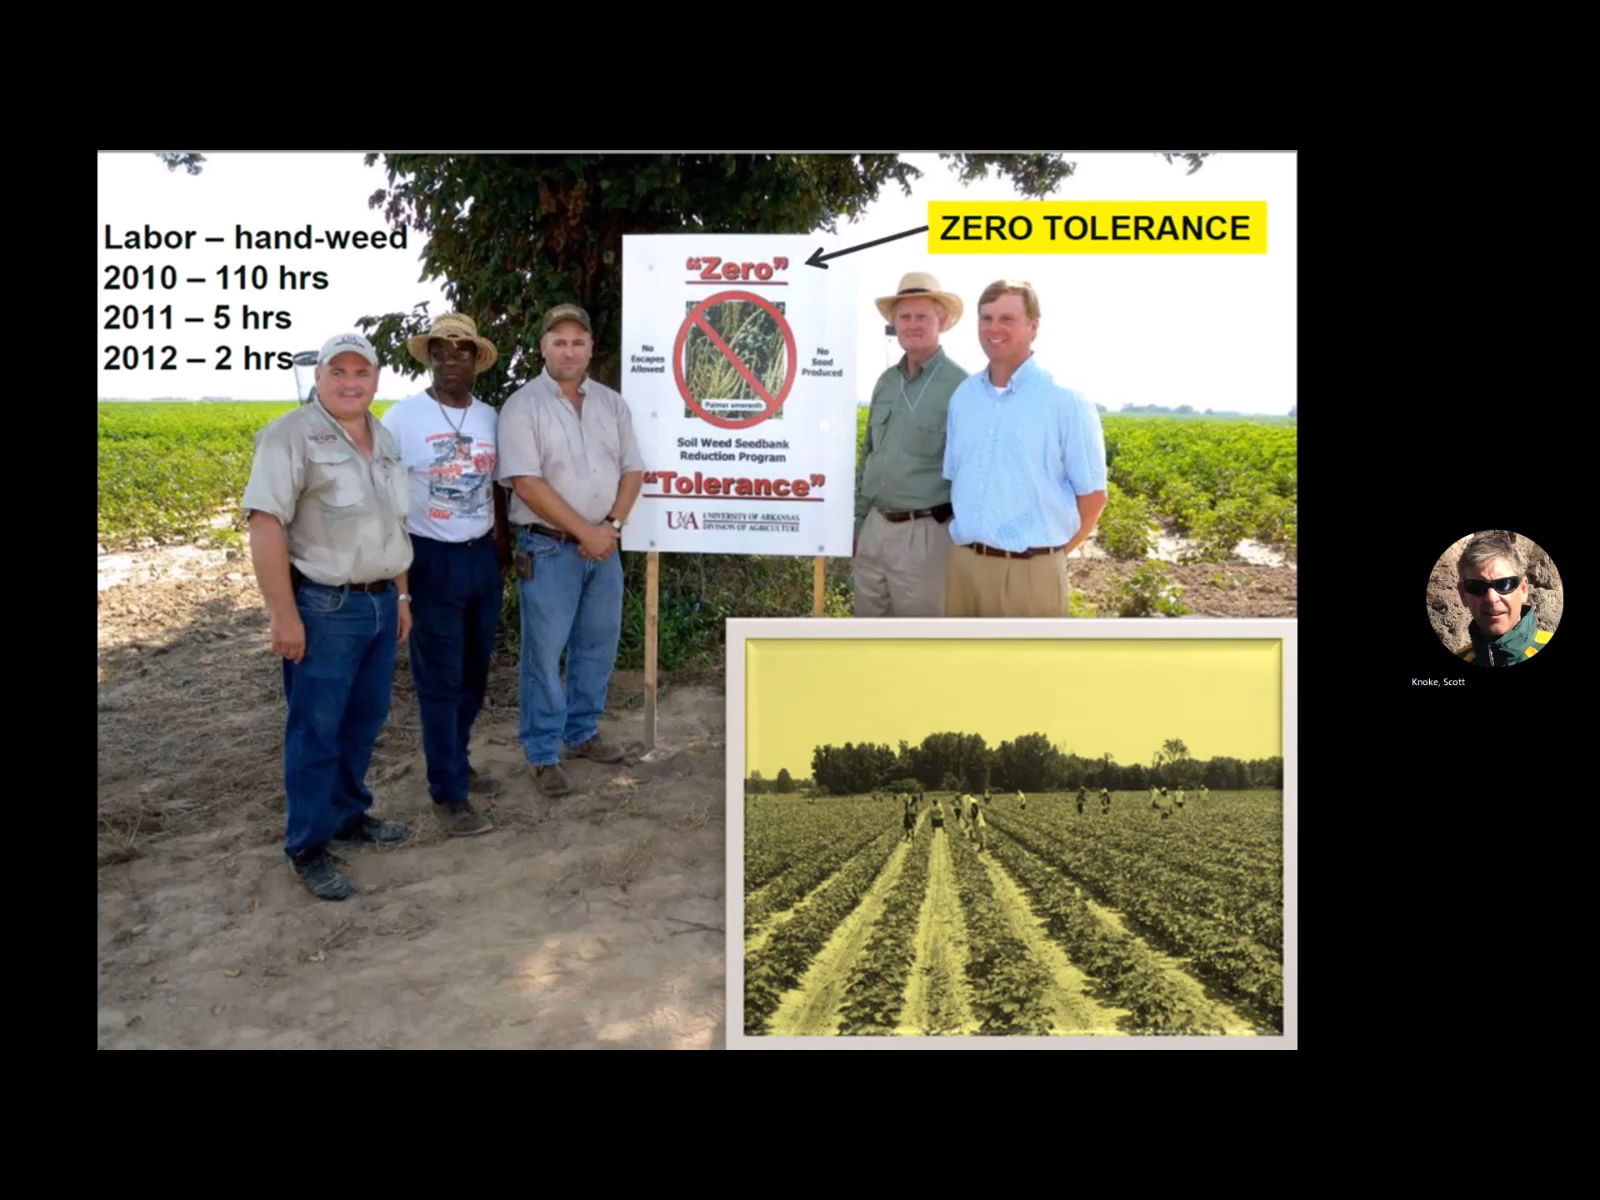 Labor – hand-weed
2010 – 110 hrs
2011 – 5 hrs
2012 – 2 hrs
ZERO TOLERANCE
“Zero”
No
Escapes
Allowed
No
Seed
Produced
Palmer amaranth
Soil Weed Seedbank
Reduction Program
“Tolerance”
UofA UNIVERSITY OF ARKANSAS
DIVISION OF AGRICULTURE
Knoke, Scott